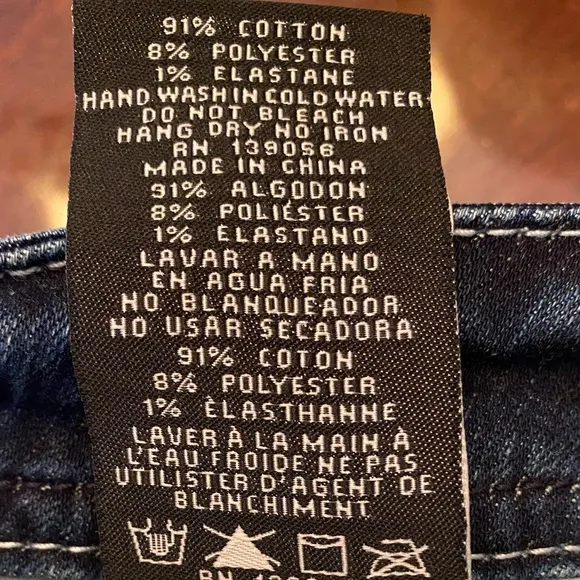 91% COTTON
8% POLYESTER
1% ELASTANE
HAND.WASH IN COLD WATER
DO NOT BLEACH
HANG DRY NO IRON
RN 139056
MADE IN CHINA
91% ALGODON
8% POLIÉSTER
1% ELASTANO
LAVAR A MANO
EN AGUA FRIA
NO BLANQUEADOR
NO USAR SECADORA
91% COTON
8% POLYESTER
1% ÉLASTHANNE
LAVER À LA MAIN À
L'EAU FROIDE NE PAS
UTILISTER D'AGENT DE
BLANCHIMENT